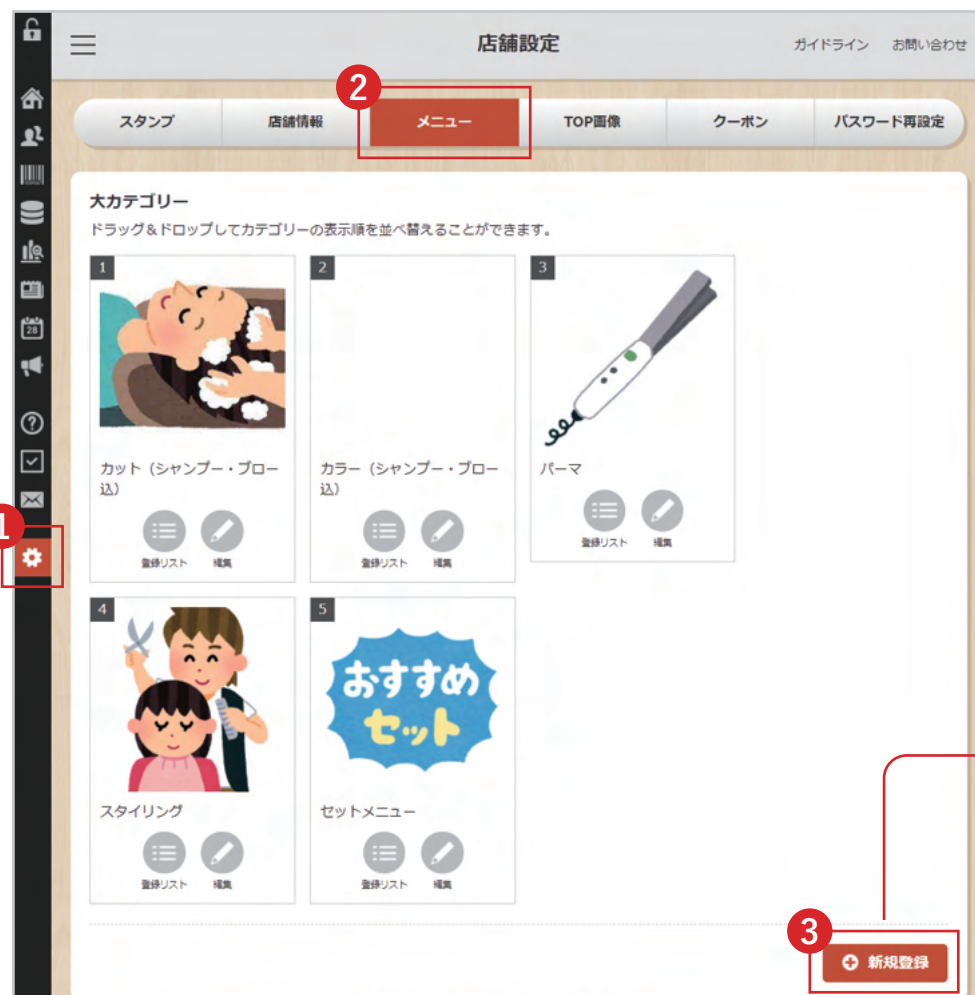 店舗設定
ガイドライン お問い合わせ
2
スタンプ 店舗情報 メニュー TOP画像 クーポン パスワード再設定
大カテゴリー
ドラッグ&ドロップしてカテゴリーの表示順を並べ替えることができます。
1
カット（シャンプー・ブロー
込）
登録リスト 編集
2
カラー（シャンプー・ブロー
込）
登録リスト 編集
3
パーマ
登録リスト 編集
28
1
4
スタイリング
登録リスト 編集
5
おすすめ
セット
セットメニュー
登録リスト 編集
3
新規登録